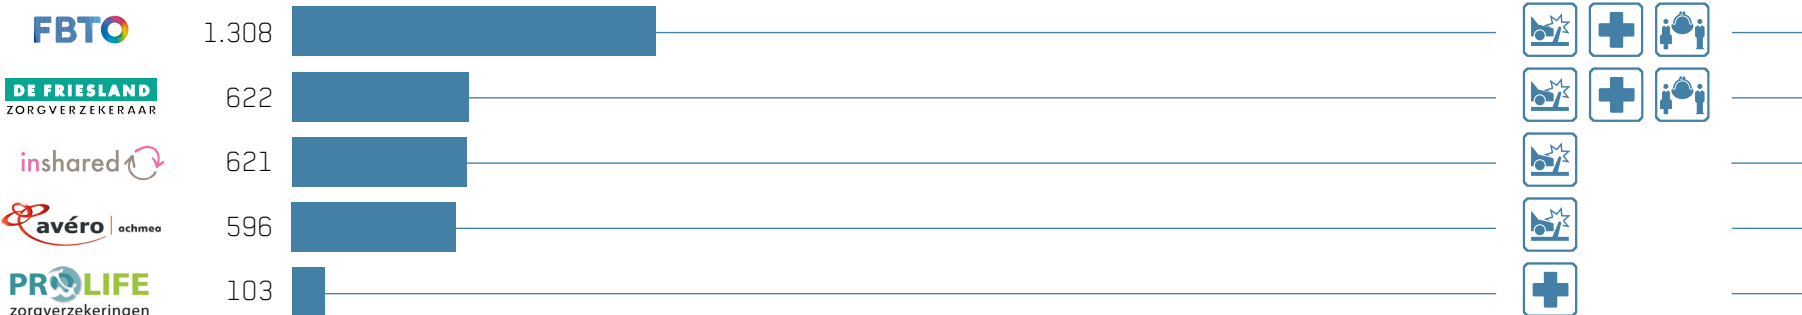 FBTO 1.308
DE FRIESLAND
ZORGVERZEKERAAR 622
inshared 621
avéro achmea 596
PROLIFE
zorgverzekeringen 103